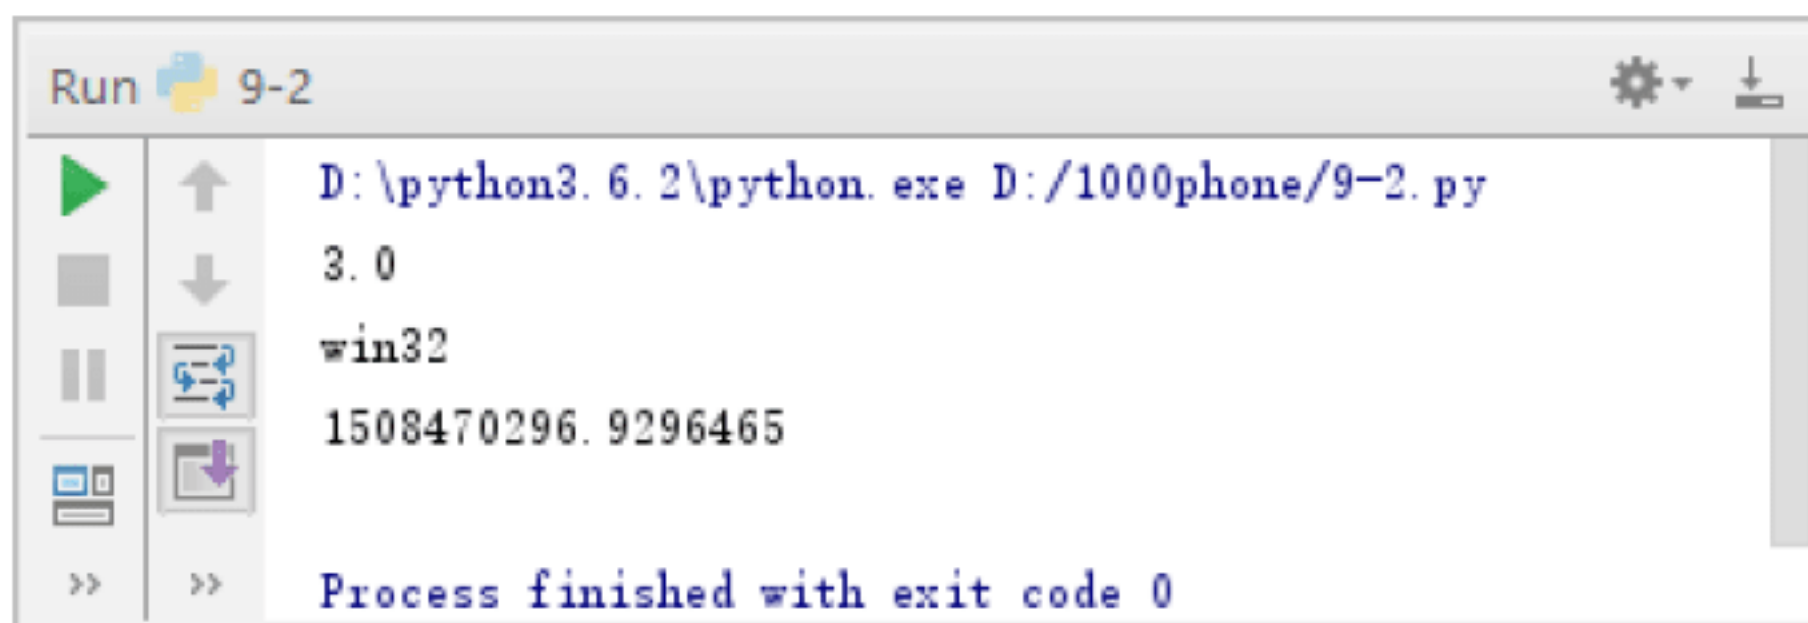 Run 9-2
D:\python3.6.2\python.exe D:/1000phone/9-2.py
3.0
win32
1508470296.9296465
Process finished with exit code 0